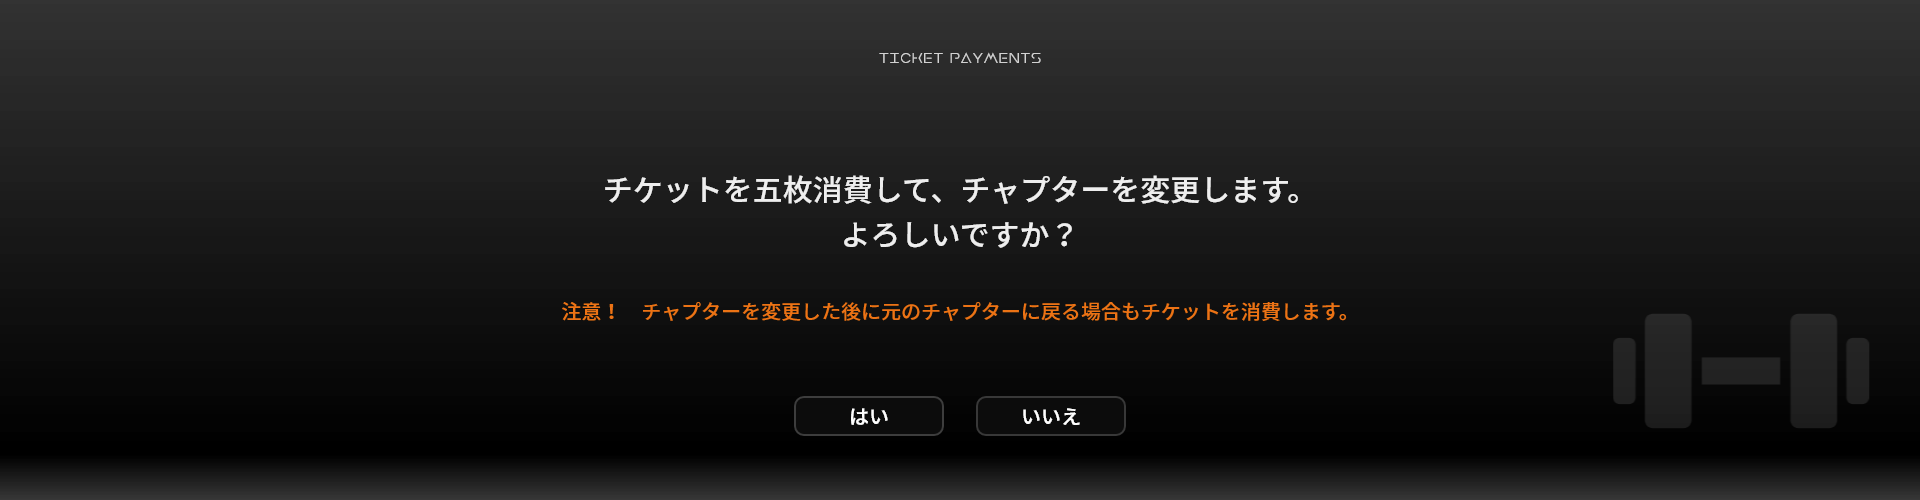 TICKET PAYMENTS
チケットを五枚消費して、チャプターを変更します。
よろしいですか？
注意！　チャプターを変更した後に元のチャプターに戻る場合もチケットを消費します。
はい
いいえ